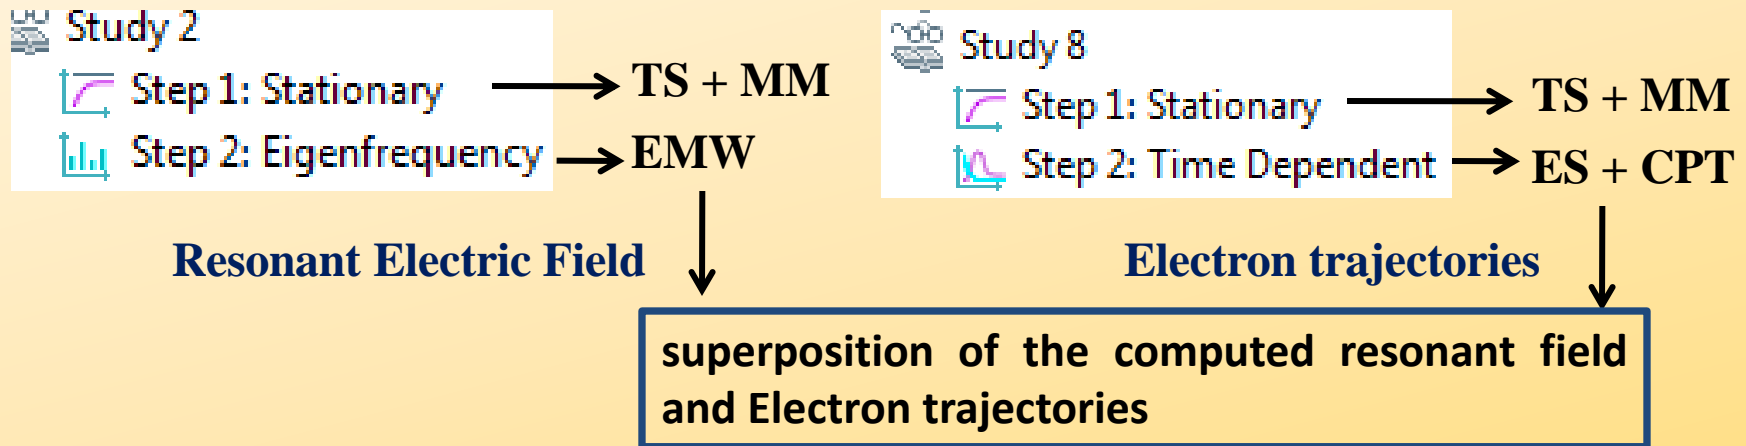 Study 2
Step 1: Stationary
TS + MM
Step 2: Eigenfrequency
EMW
Resonant Electric Field
Study 8
Step 1: Stationary
TS + MM
Step 2: Time Dependent
ES + CPT
Electron trajectories
superposition of the computed resonant field
and Electron trajectories